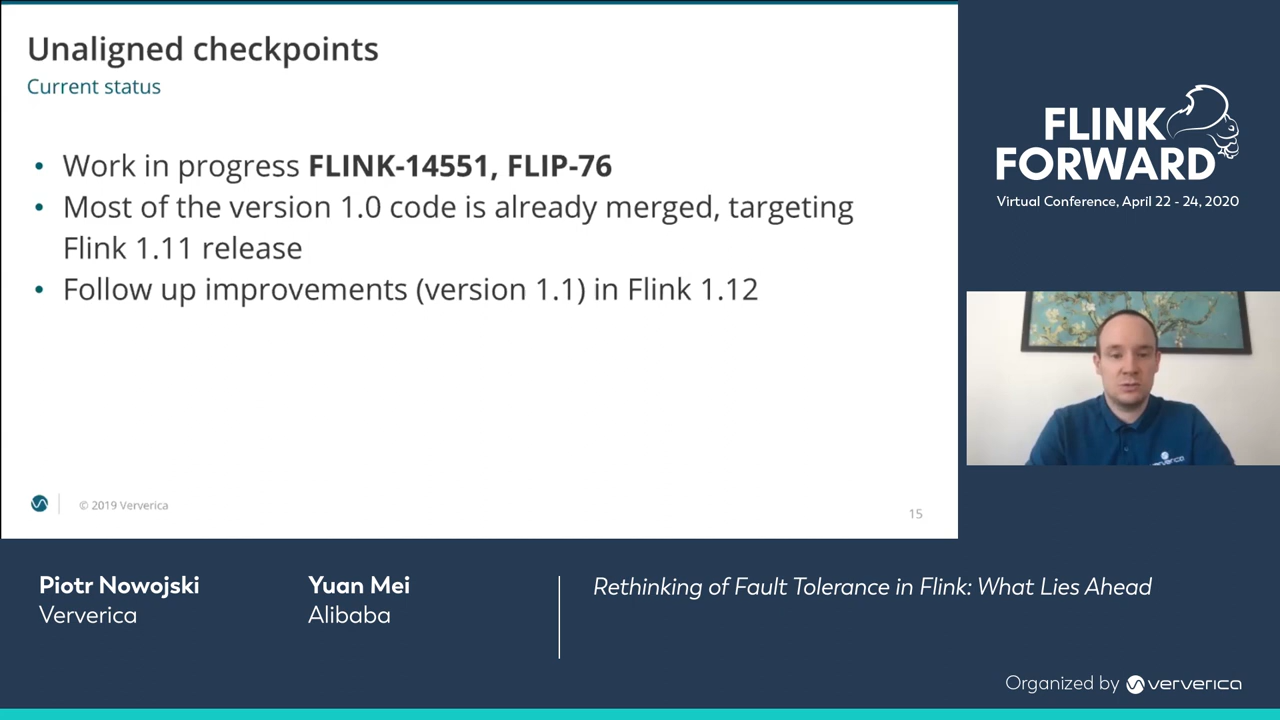 Unaligned checkpoints
Current status
• Work in progress FLINK-14551, FLIP-76
• Most of the version 1.0 code is already merged, targeting
Flink 1.11 release
• Follow up improvements (version 1.1) in Flink 1.12
© 2019 Ververica
15
FLINK
FORWARD
Virtual Conference, April 22 - 24, 2020
ververica
Piotr Nowojski
Ververica
Yuan Mei
Alibaba
Rethinking of Fault Tolerance in Flink: What Lies Ahead
Organized by ververica